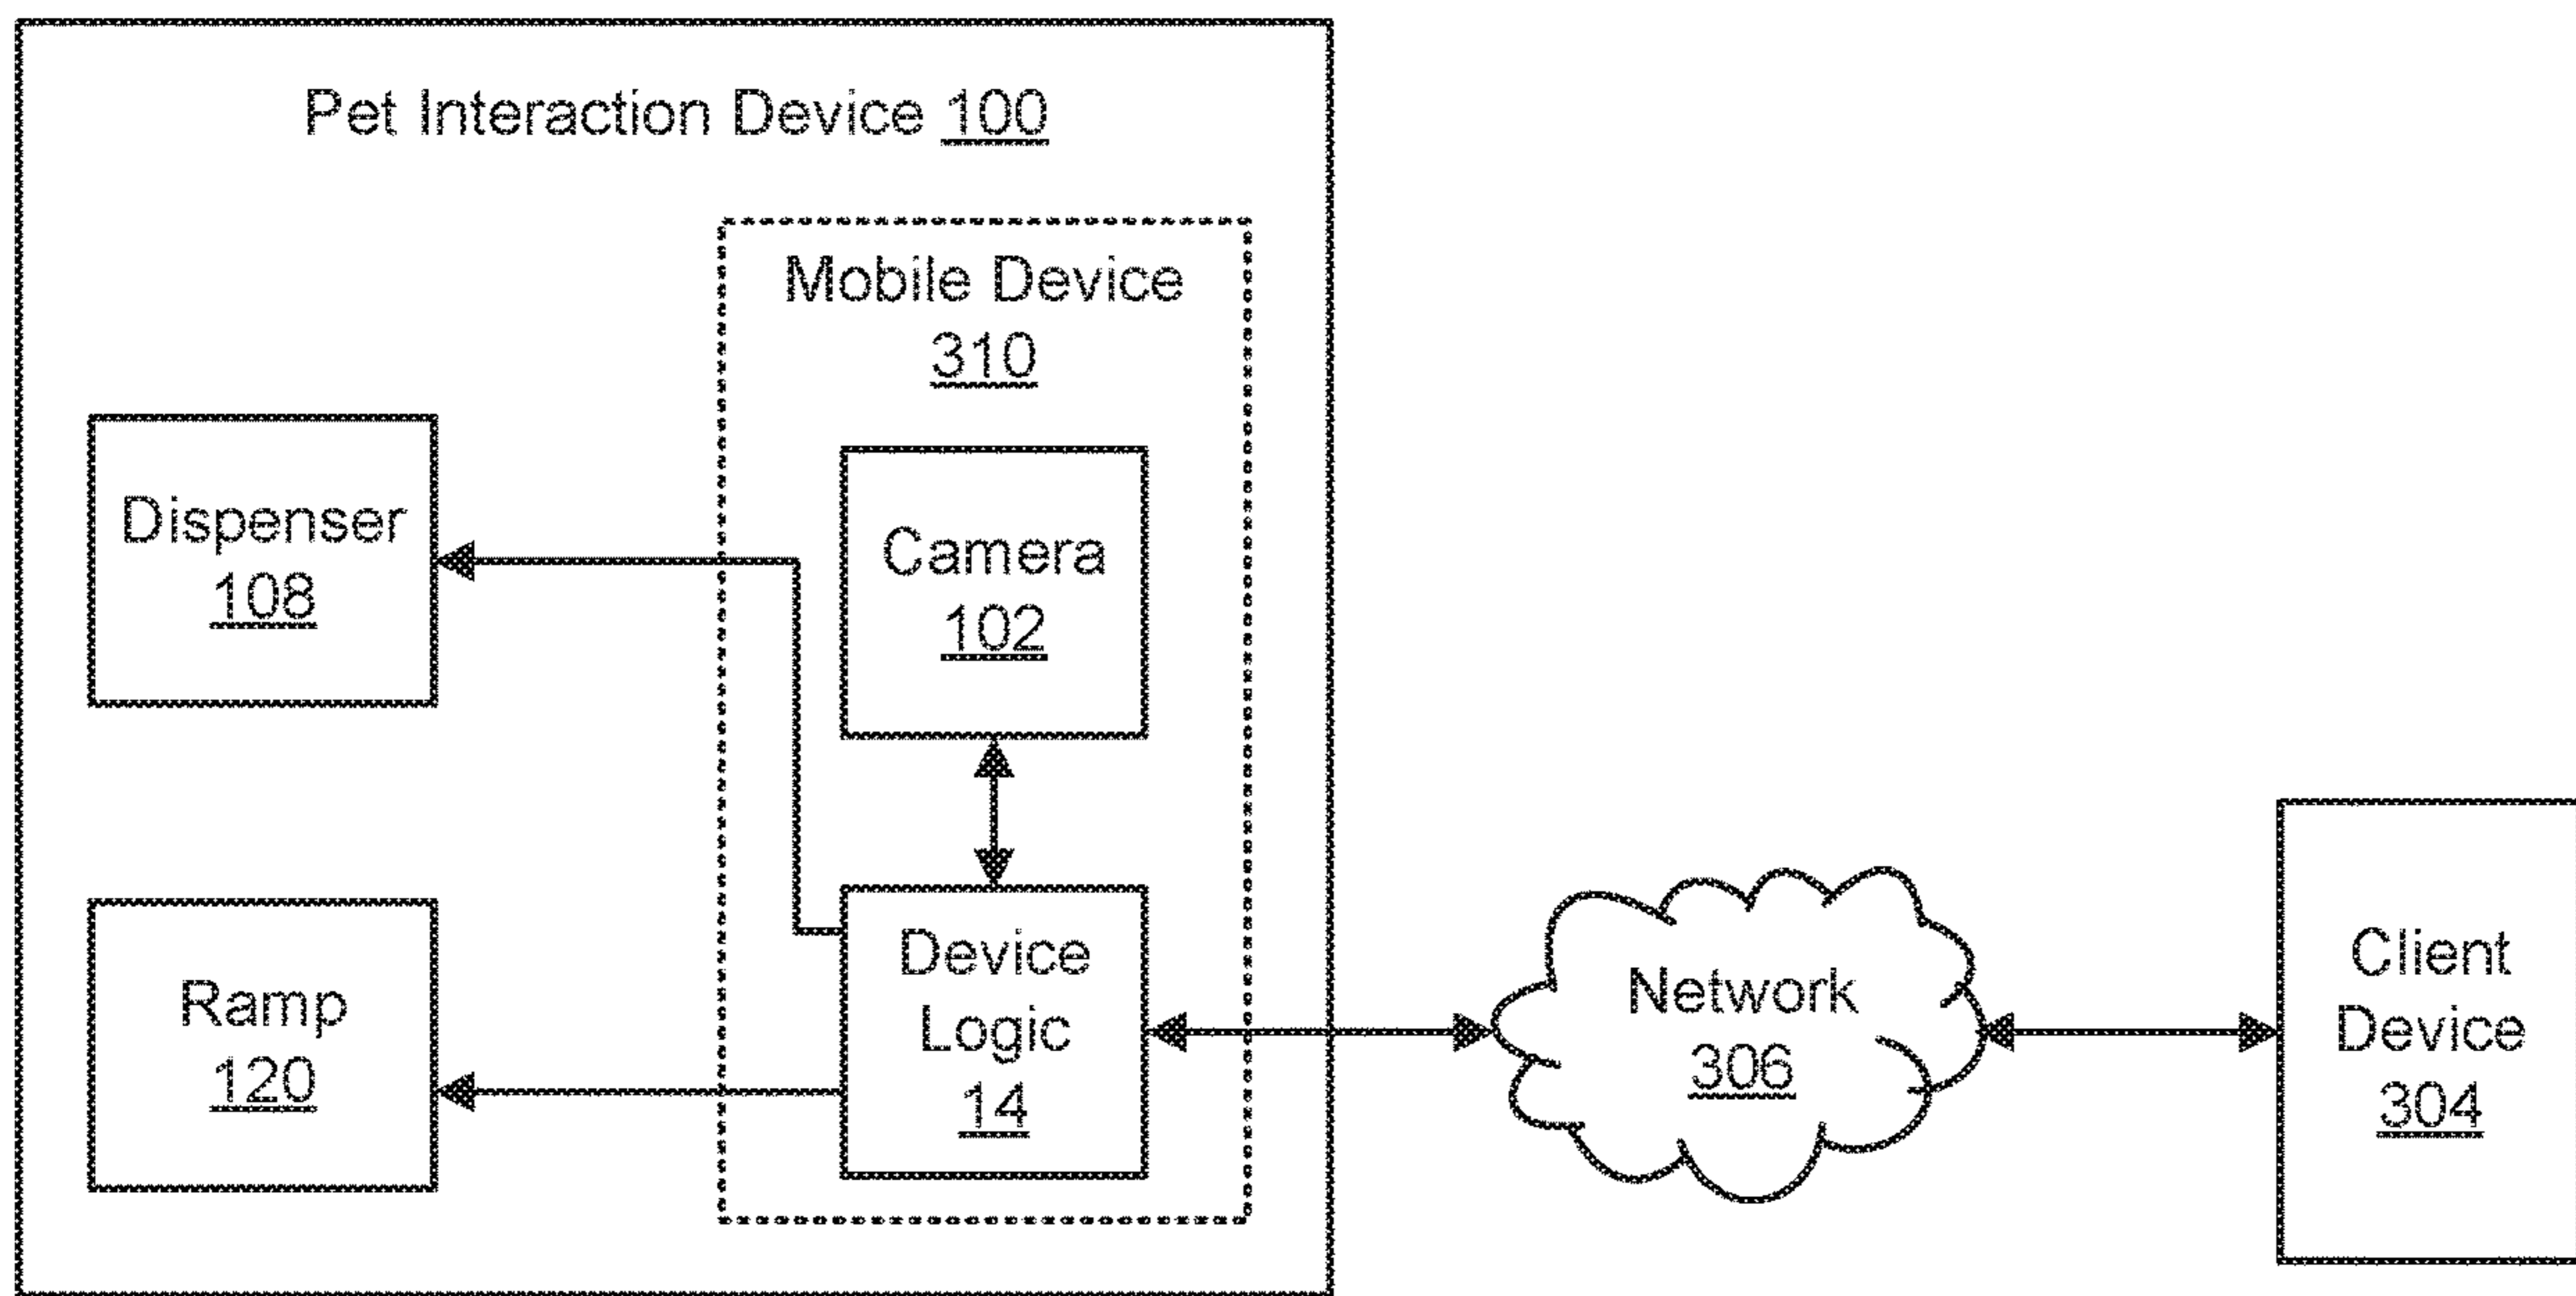 Pet Interaction Device 100
Mobile Device
310
Dispenser
108
Camera
102
Ramp
120
Device
Logic
14
Network
306
Client
Device
304